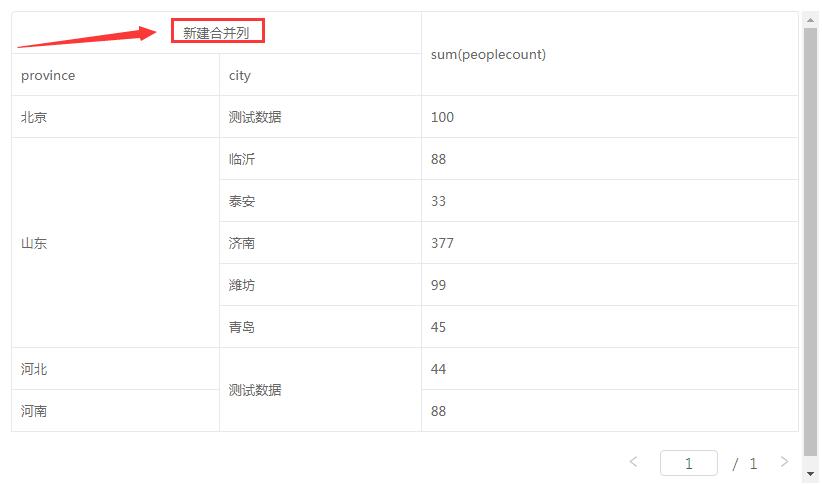 新建合并列
sum(peoplecount)
province city
北京 测试数据 100
临沂 88
泰安 33
山东 济南 377
潍坊 99
青岛 45
河北 44
测试数据
河南 88
1 / 1